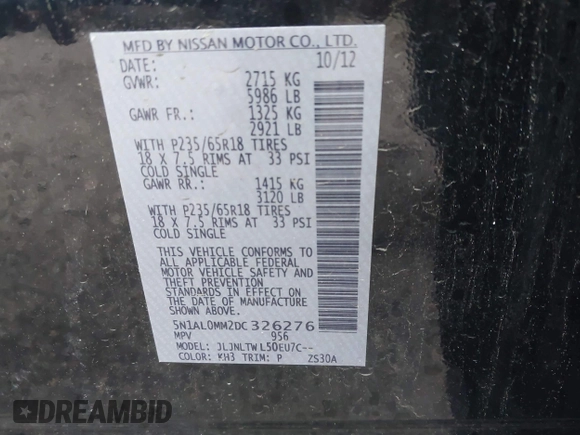 MFD BY NISSAN MOTOR CO., LTD.
DATE: 10/12
GVWR: 2715 KG
5986 LB
GAWR FR.: 1325 KG
2921 LB
WITH P235/65R18 TIRES
18 X 7.5 RIMS AT 33 PSI
COLD SINGLE
GAWR RR.: 1415 KG
3120 LB
WITH P235/65R18 TIRES
18 X 7.5 RIMS AT 33 PSI
COLD SINGLE
THIS VEHICLE CONFORMS TO
ALL APPLICABLE FEDERAL
MOTOR VEHICLE SAFETY AND
THEFT PREVENTION
STANDARDS IN EFFECT ON
THE DATE OF MANUFACTURE
SHOWN ABOVE.
5N1AL0MM2DC326276
MPV 956
MODEL: JLJNLTWL50EU7C--
COLOR: KH3 TRIM: P ZS30A
DREAMBID